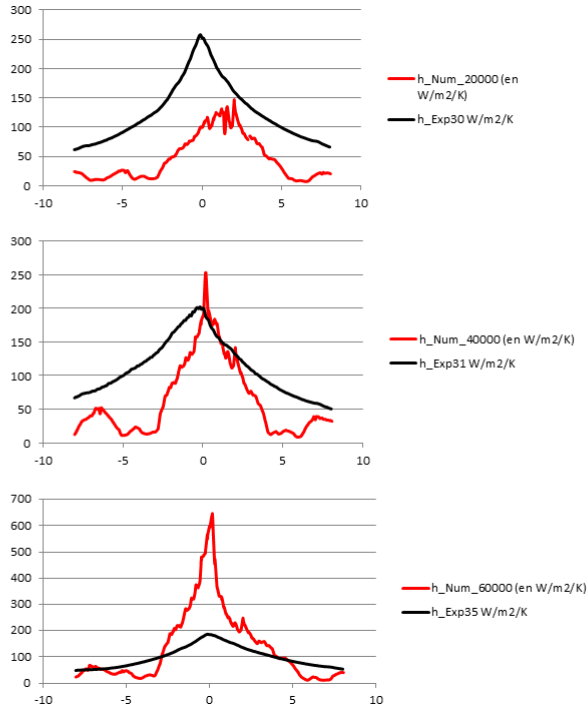 300
250
200
150
100
50
0
-10 -5 0 5 10
h_Num_20000 (en
W/m2/K)
h_Exp30 W/m2/K
300
250
200
150
100
50
0
-10 -5 0 5 10
h_Num_40000 (en W/m2/K)
h_Exp31 W/m2/K
700
600
500
400
300
200
100
0
-10 -5 0 5 10
h_Num_60000 (en W/m2/K)
h_Exp35 W/m2/K